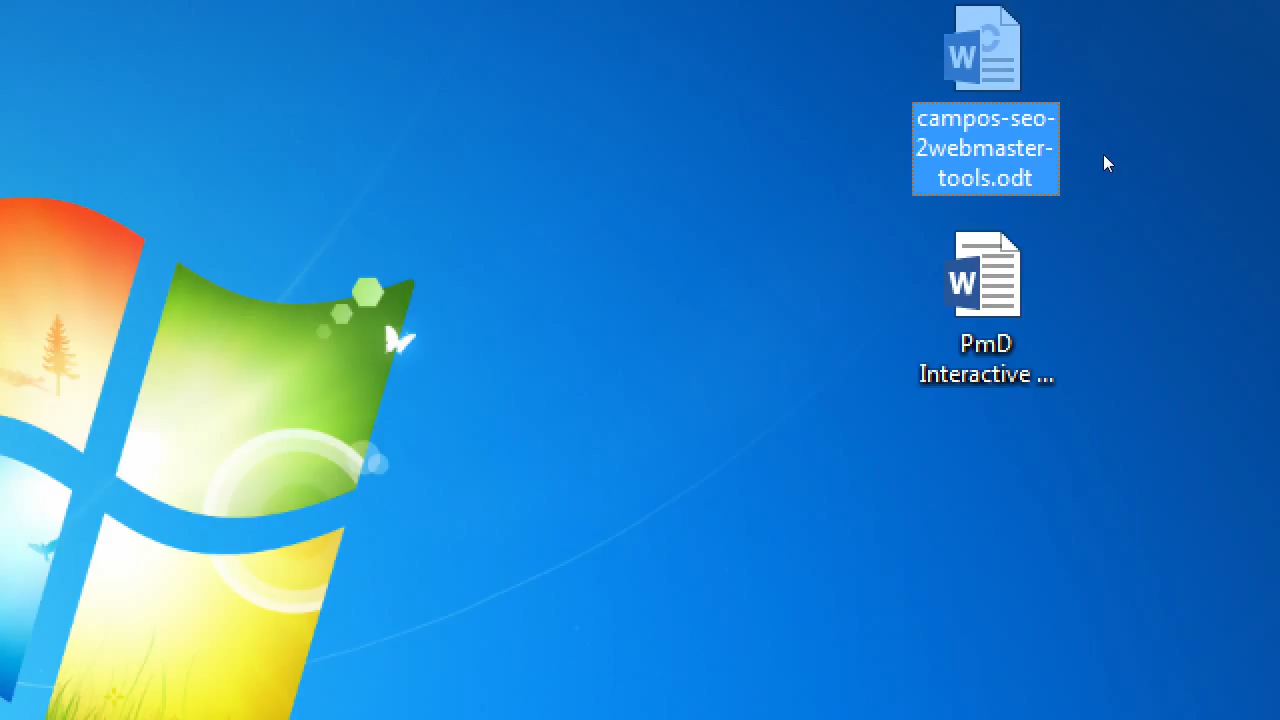 W
campos-seo-
2webmaster-
tools.odt
W
PmD
Interactive ...